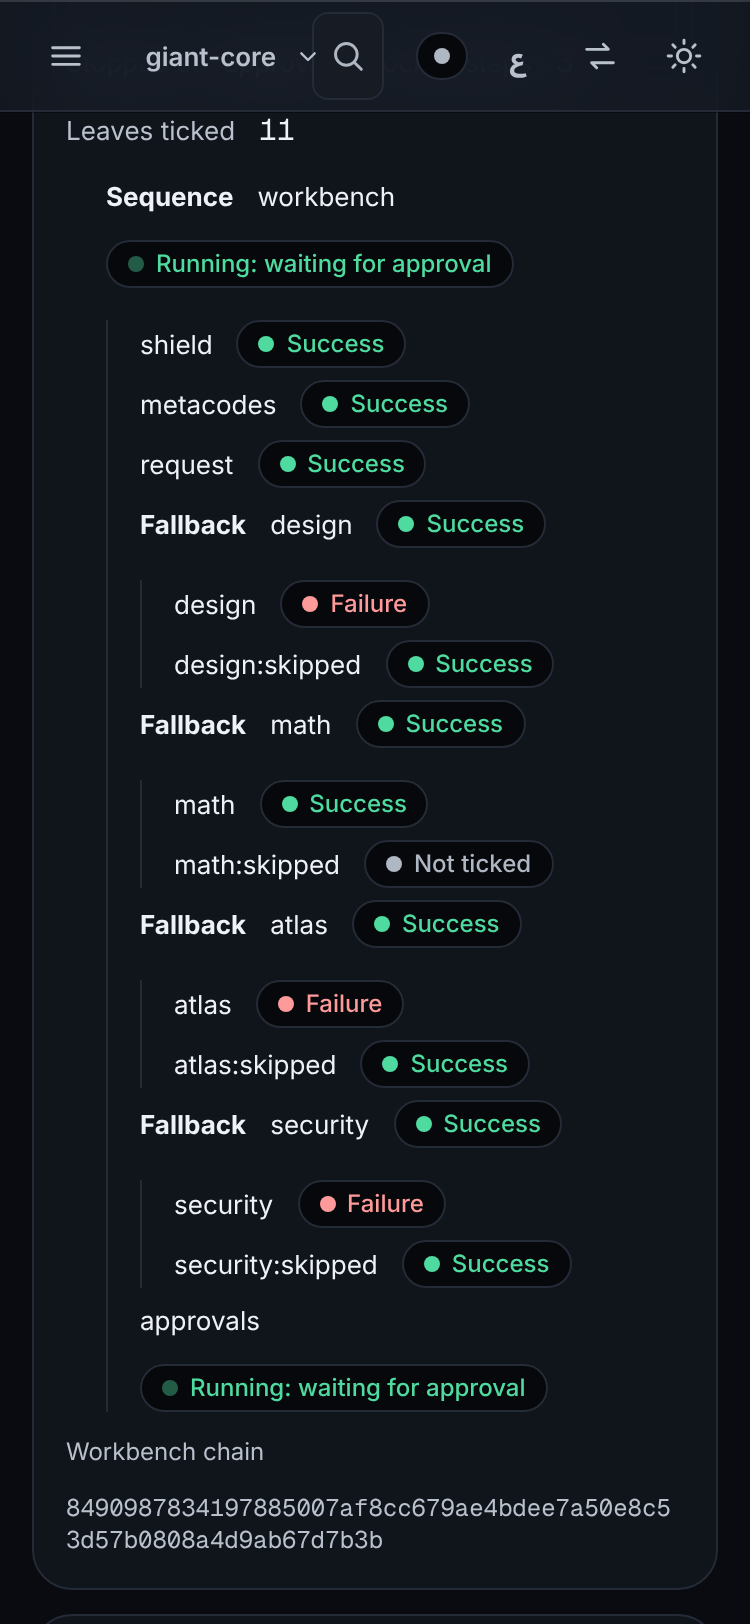 giant-core
ع
Leaves ticked 11
Sequence workbench
Running: waiting for approval
shield Success
metacodes Success
request Success
Fallback design Success
design Failure
design:skipped Success
Fallback math Success
math Success
math:skipped Not ticked
Fallback atlas Success
atlas Failure
atlas:skipped Success
Fallback security Success
security Failure
security:skipped Success
approvals
Running: waiting for approval
Workbench chain
8490987834197885007af8cc679ae4bdee7a50e8c5
3d57b0808a4d9ab67d7b3b